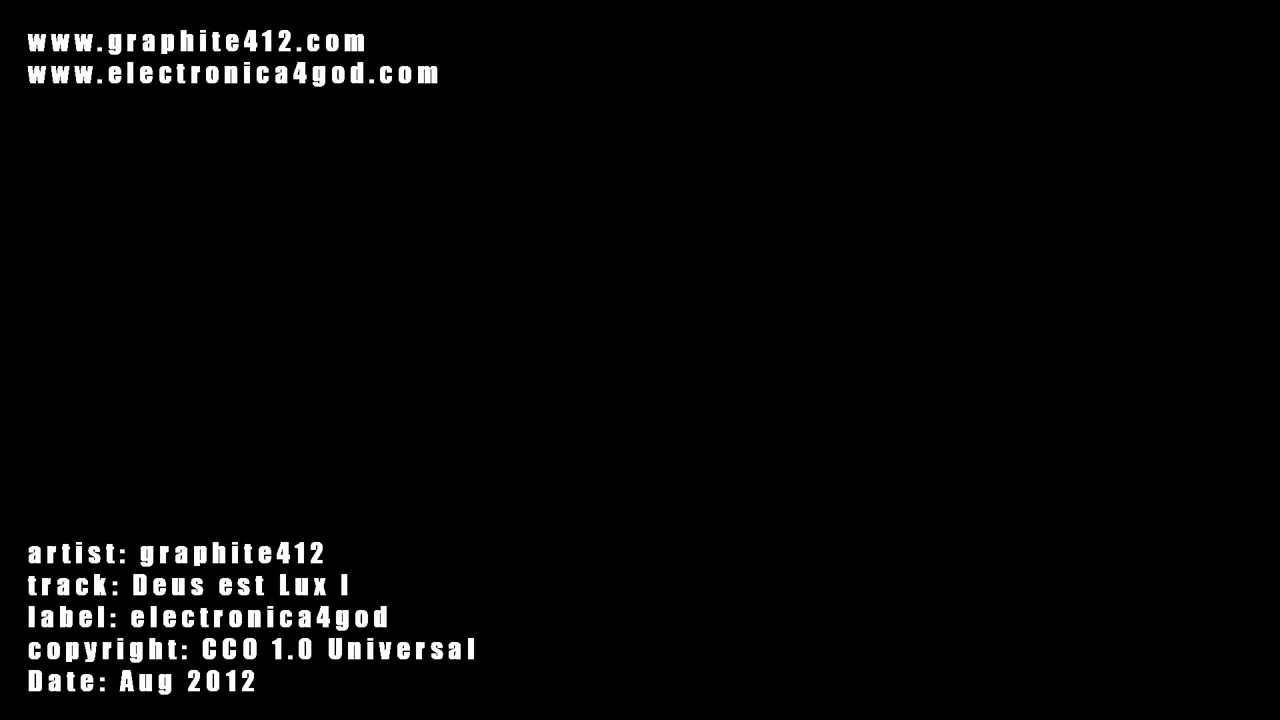 www.graphite412.com
www.electronica4god.com
artist: graphite412
track: Deus est Lux I
label: electronica4god
copyright: CC0 1.0 Universal
Date: Aug 2012